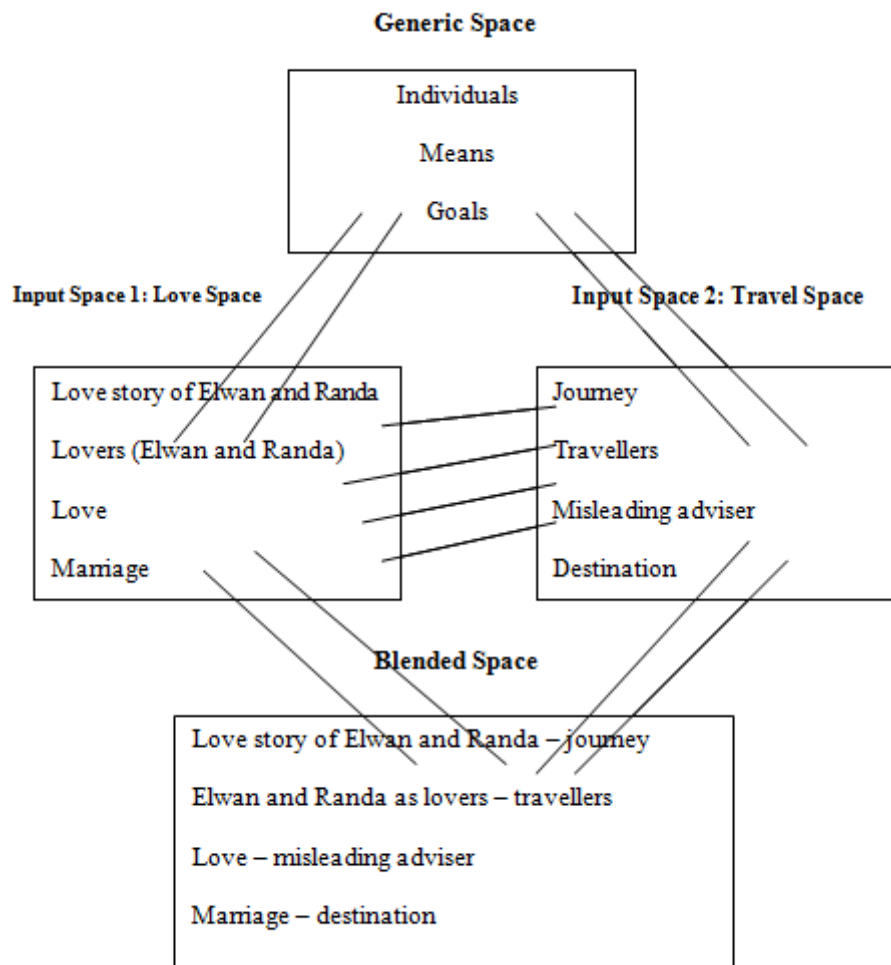 Generic Space
Individuals
Means
Goals
Input Space 1: Love Space
Input Space 2: Travel Space
Love story of Elwan and Randa
Lovers (Elwan and Randa)
Love
Marriage
Journey
Travellers
Misleading adviser
Destination
Blended Space
Love story of Elwan and Randa – journey
Elwan and Randa as lovers – travellers
Love – misleading adviser
Marriage – destination